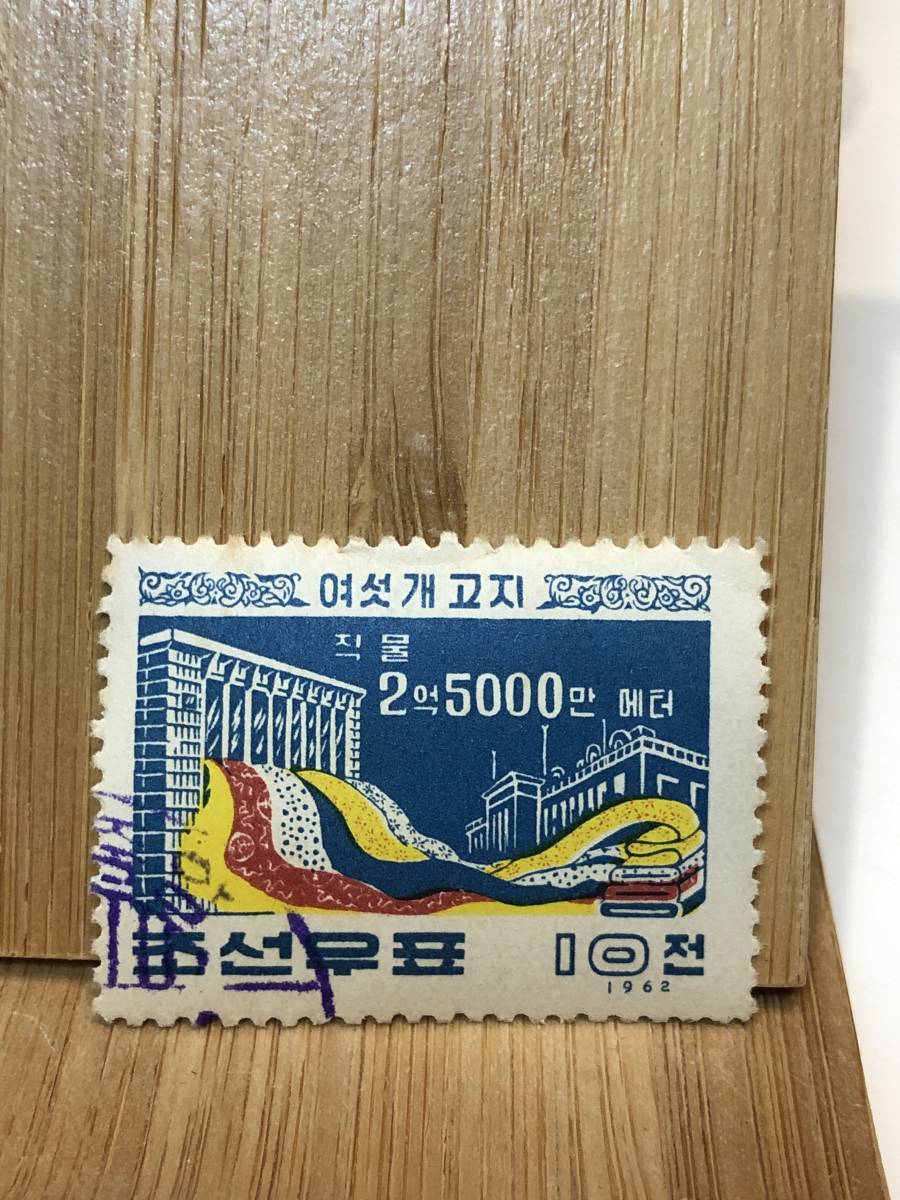 여섯개 고지
직물
2억5000만 메터
조선우표 10전
1962